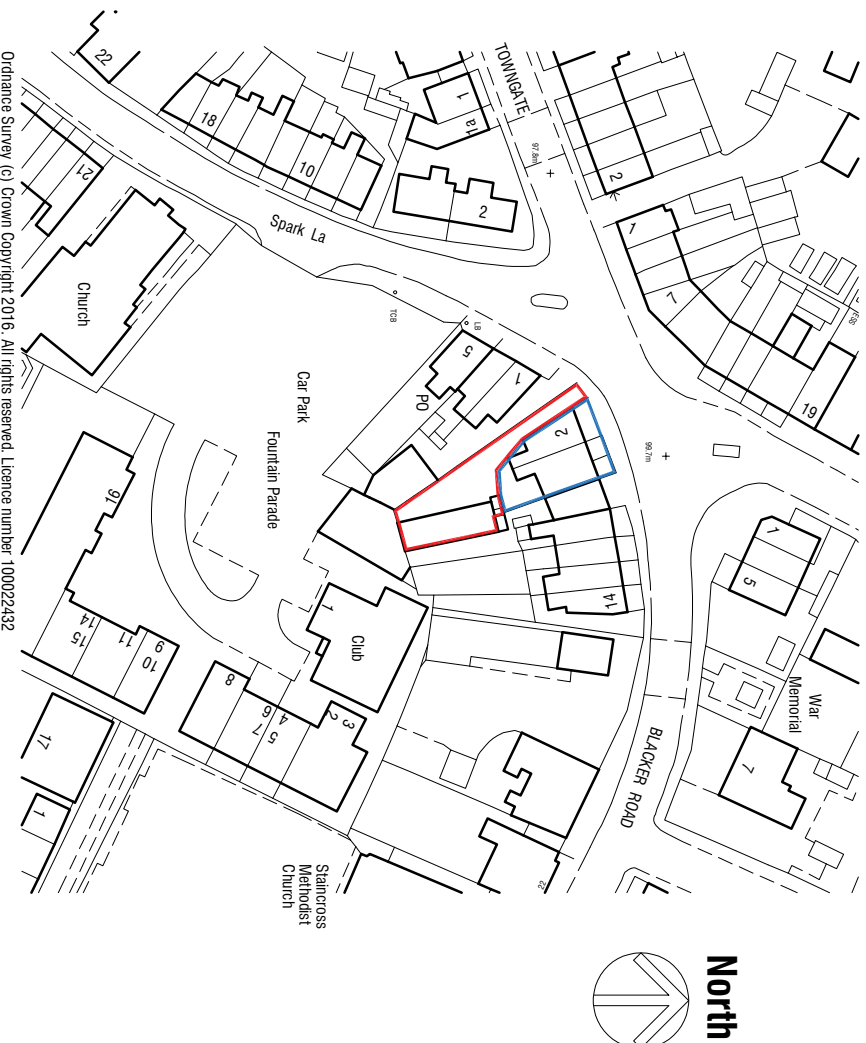 22
18
10
Spark La
21
Church
TOWNGATE
1
1a
97.8m
2
2
1
7
19
ESS
TCB
LB
5
1
PO
2
99.7m
14
Car Park
Fountain Parade
16
14
15
11
10
9
8
7
6
5
4
3
2
1
Club
1
5
War
Memorial
7
BLACKER ROAD
22
17
1
Staincross
Methodist
Church
North
Ordnance Survey (c) Crown Copyright 2016. All rights reserved. Licence number 100022432